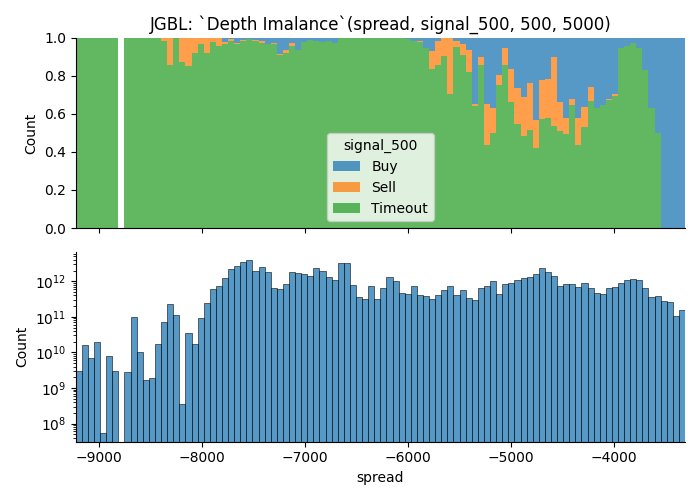 JGBL: `Depth Imalance`(spread, signal_500, 500, 5000)
1.0
0.8
0.6
0.4
0.2
0.0
Count
signal_500
Buy
Sell
Timeout
10¹²
10¹¹
10¹⁰
10⁹
10⁸
Count
−9000 −8000 −7000 −6000 −5000 −4000
spread